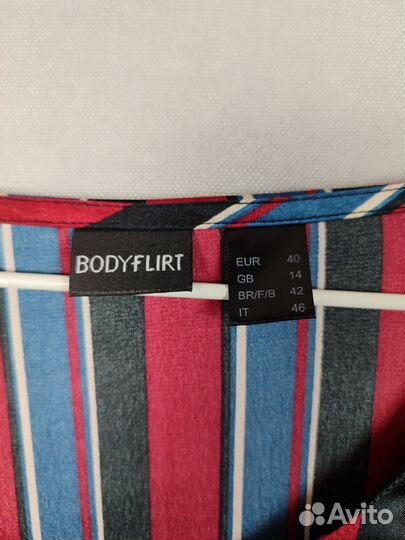 BODYFLIRT
EUR 40
GB 14
BR/F/B 42
IT 46
Avito